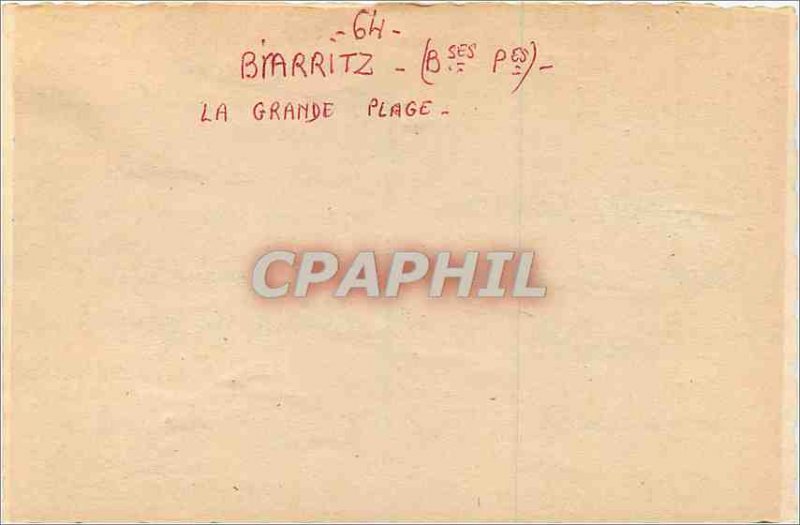 - 64 -
BIARRITZ - (Bses Pes) -
LA GRANDE PLAGE -
CPAPHIL